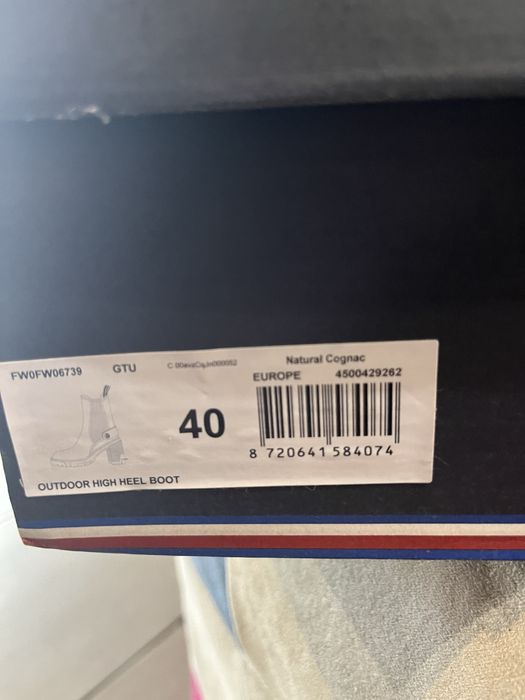 FW0FW06739 GTU
Natural Cognac
EUROPE 4500429262
40
8 720641 584074
OUTDOOR HIGH HEEL BOOT